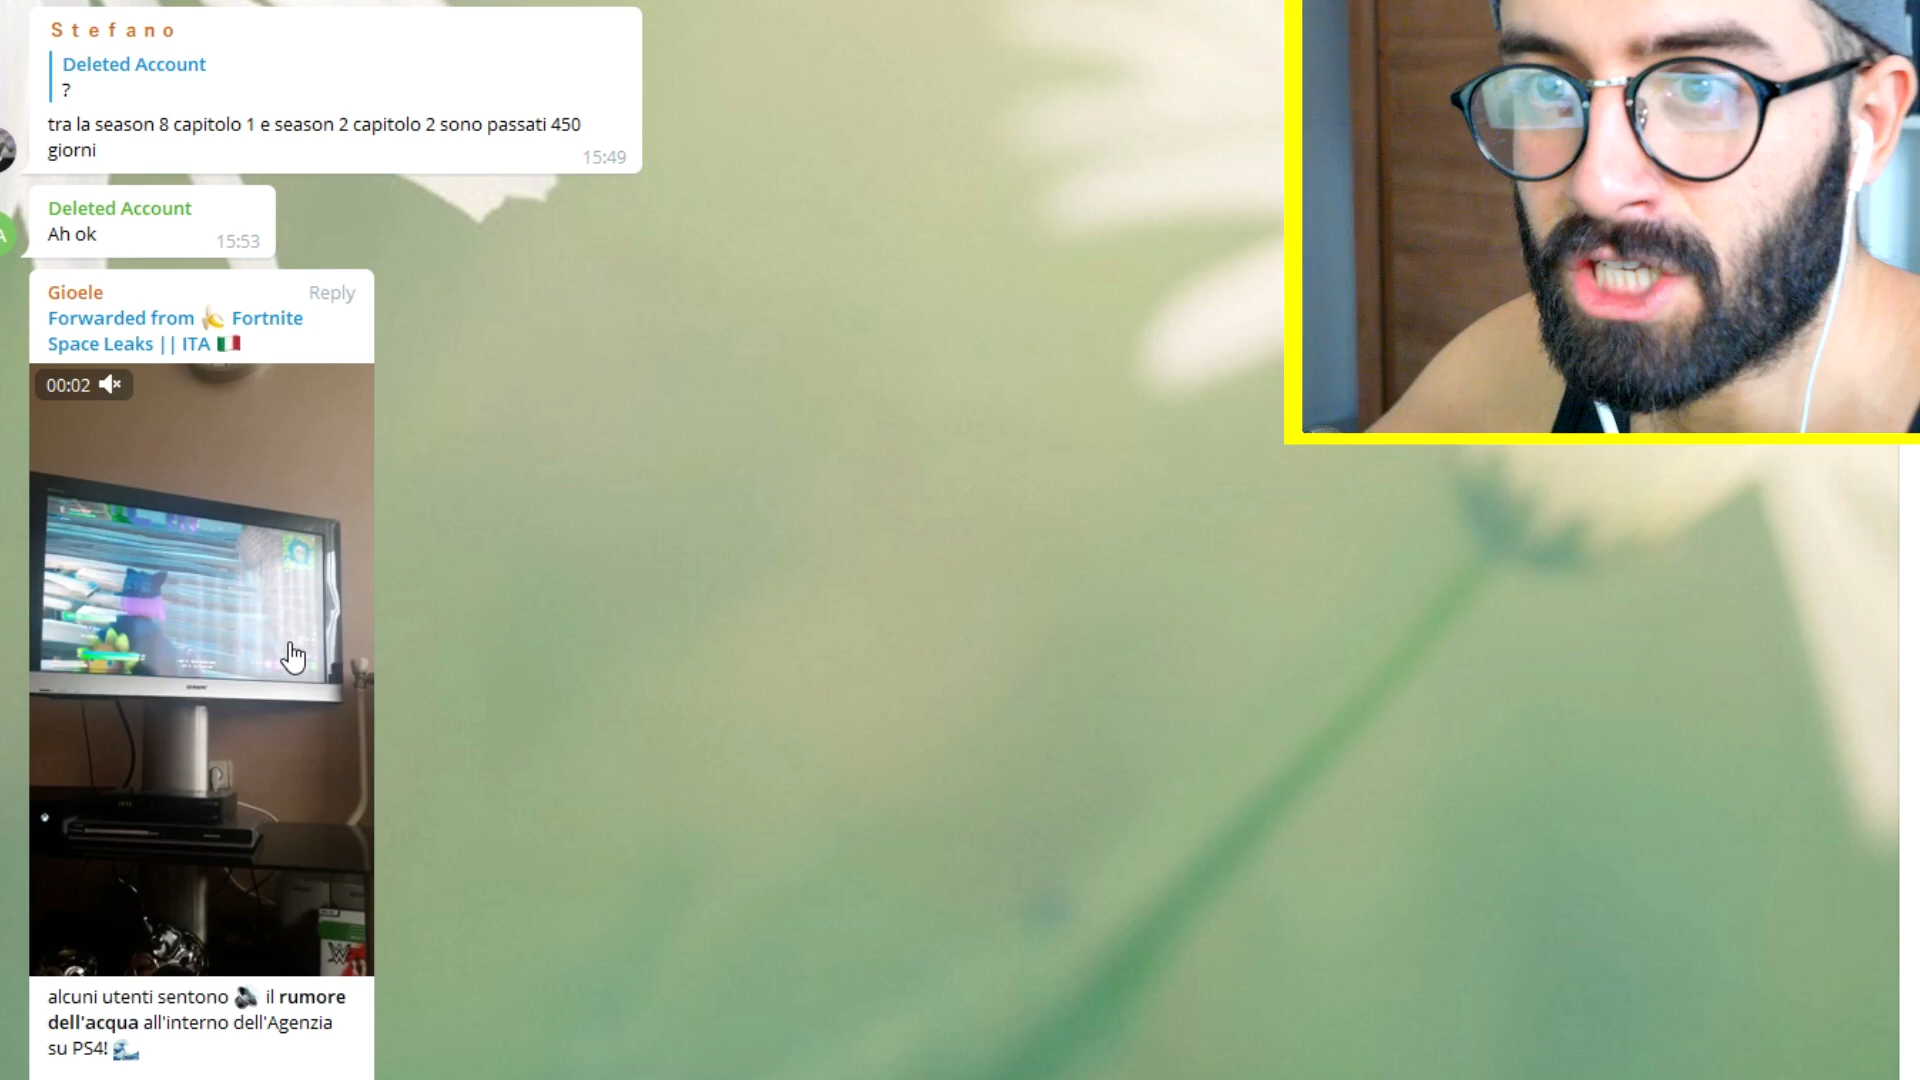 Stefano
Deleted Account
?
tra la season 8 capitolo 1 e season 2 capitolo 2 sono passati 450
giorni
15:49
Deleted Account
Ah ok
15:53
Gioele
Reply
Forwarded from 🍌 Fortnite
Space Leaks || ITA 🇮🇹
00:02
alcuni utenti sentono 🔊 il rumore
dell'acqua all'interno dell'Agenzia
su PS4! 🌊